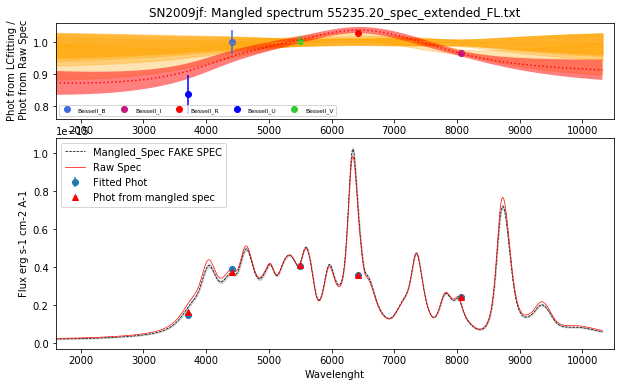 SN2009jf: Mangled spectrum 55235.20_spec_extended_FL.txt
Phot from LCfitting /
Phot from Raw Spec
1.0
0.9
0.8
Bessell_B Bessell_I Bessell_R Bessell_U Bessell_V
2000 3000 4000 5000 6000 7000 8000 9000 10000
Flux erg s-1 cm-2 A-1
1.0
0.8
0.6
0.4
0.2
0.0
Mangled_Spec FAKE SPEC
Raw Spec
Fitted Phot
Phot from mangled spec
2000 3000 4000 5000 6000 7000 8000 9000 10000
Wavelenght